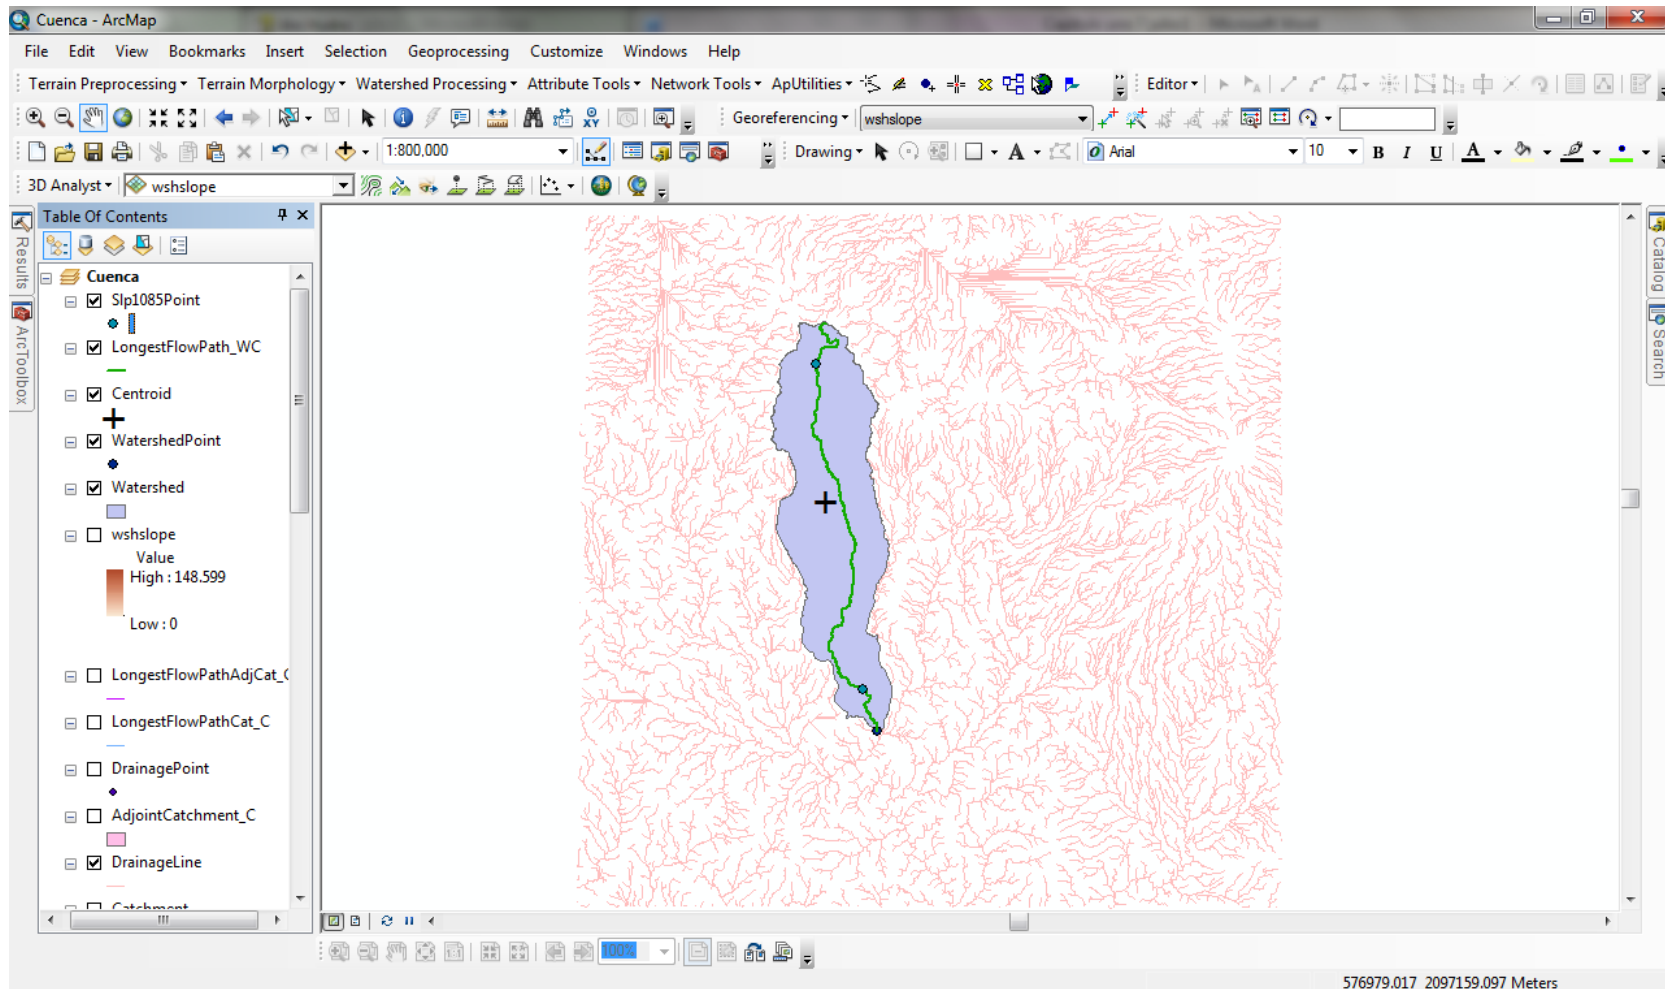 Cuenca - ArcMap
File Edit View Bookmarks Insert Selection Geoprocessing Customize Windows Help
Terrain Preprocessing Terrain Morphology Watershed Processing Attribute Tools Network Tools ApUtilities Editor
Georeferencing wshslope
1:800,000 Drawing A Arial 10 B I U A
3D Analyst wshslope
Table Of Contents
Results
ArcToolbox
Cuenca
Slp1085Point
LongestFlowPath_WC
Centroid
WatershedPoint
Watershed
wshslope
Value
High : 148.599
Low : 0
LongestFlowPathAdjCat_C
LongestFlowPathCat_C
DrainagePoint
AdjointCatchment_C
DrainageLine
Catchment
Catalog
Search
100%
576979.017 2097159.097 Meters